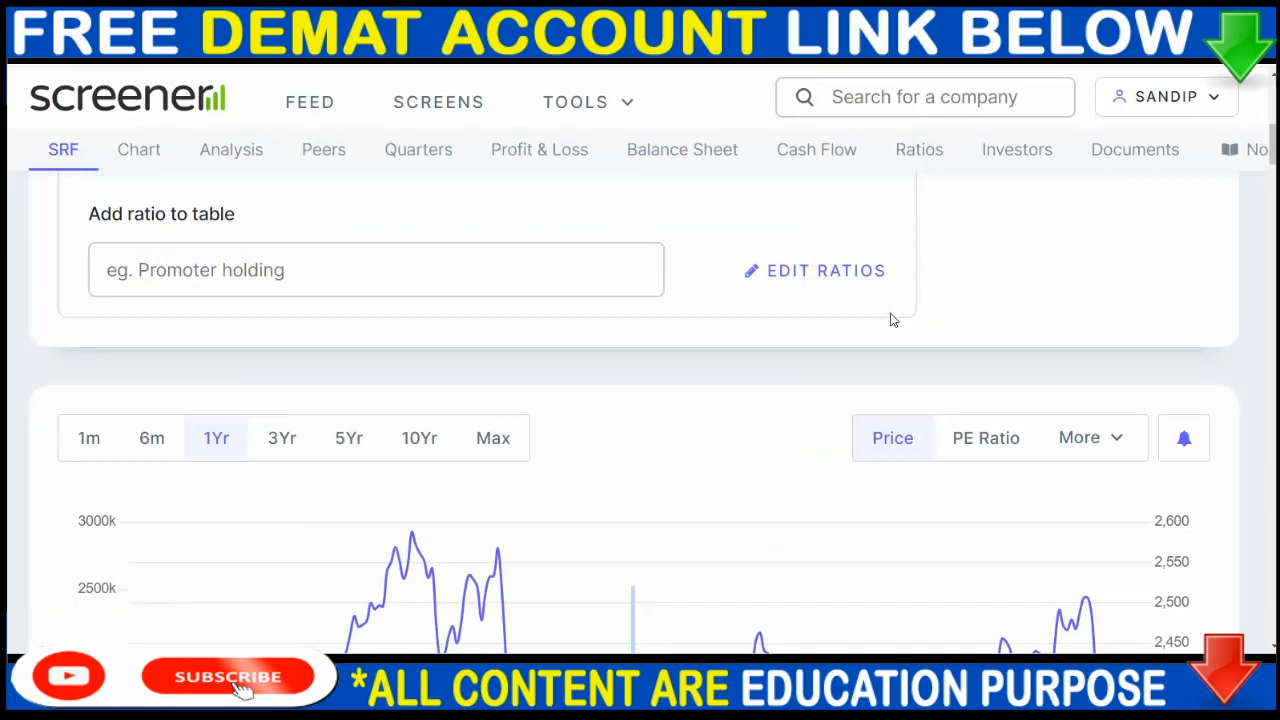 FREE DEMAT ACCOUNT LINK BELOW
screener
FEED
SCREENS
TOOLS
Search for a company
SANDIP
SRF
Chart
Analysis
Peers
Quarters
Profit & Loss
Balance Sheet
Cash Flow
Ratios
Investors
Documents
No
Add ratio to table
eg. Promoter holding
EDIT RATIOS
1m
6m
1Yr
3Yr
5Yr
10Yr
Max
Price
PE Ratio
More
3000k
2,600
2,550
2500k
2,500
2,450
SUBSCRIBE
*ALL CONTENT ARE EDUCATION PURPOSE